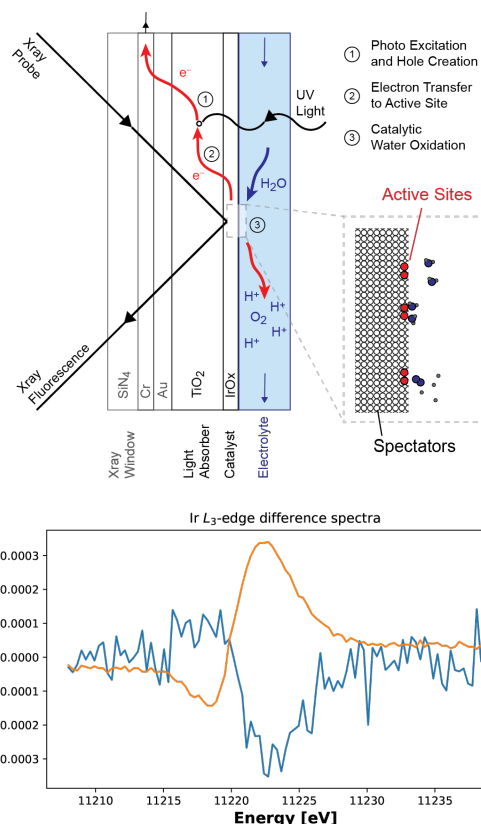 Xray
Probe
e⁻
1
2
e⁻
UV
Light
H₂O
3
H⁺
H⁺
O₂
H⁺
H⁺
1 Photo Excitation
and Hole Creation
2 Electron Transfer
to Active Site
3 Catalytic
Water Oxidation
Active Sites
Spectators
Xray
Fluorescence
SiN4
Cr
Au
TiO₂
IrOx
Xray
Window
Light
Absorber
Catalyst
Electrolyte
Ir L₃-edge difference spectra
0.0003
0.0002
0.0001
0.0000
0.0001
0.0002
0.0003
11210
11215
11220
11225
11230
11235
Energy [eV]